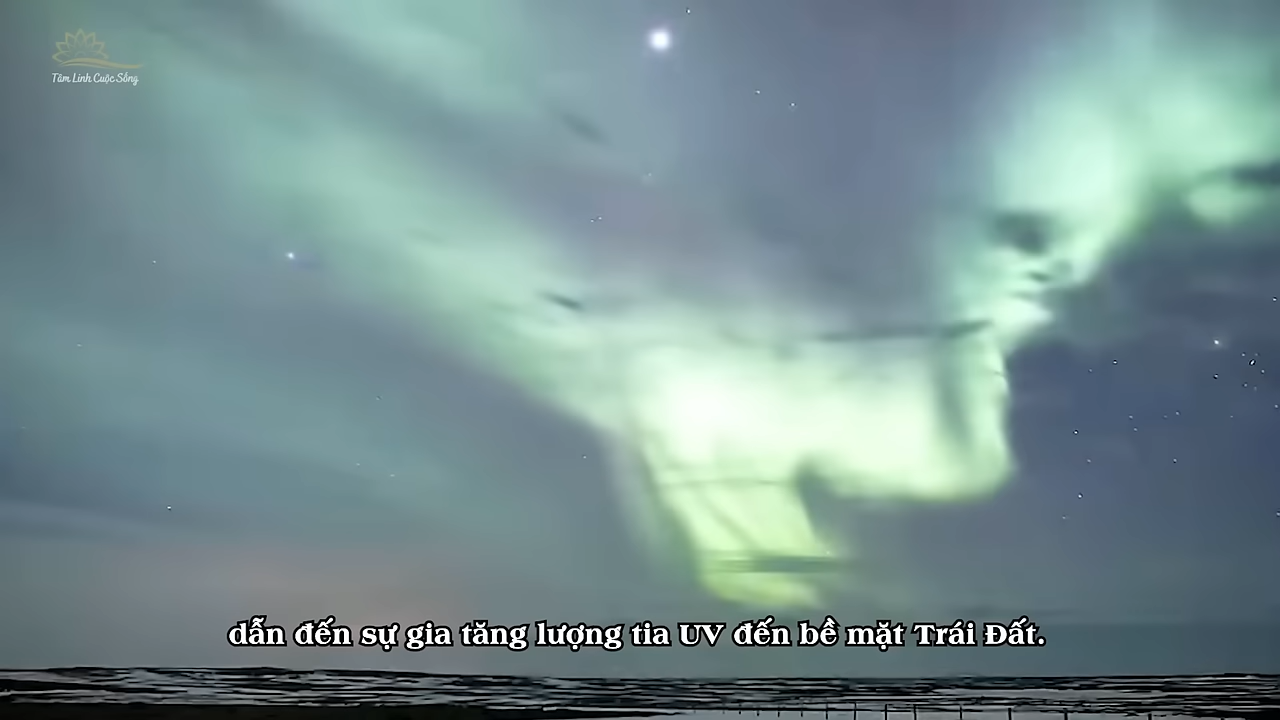 Tâm Linh Cuộc Sống
dẫn đến sự gia tăng lượng tia UV đến bề mặt Trái Đất.